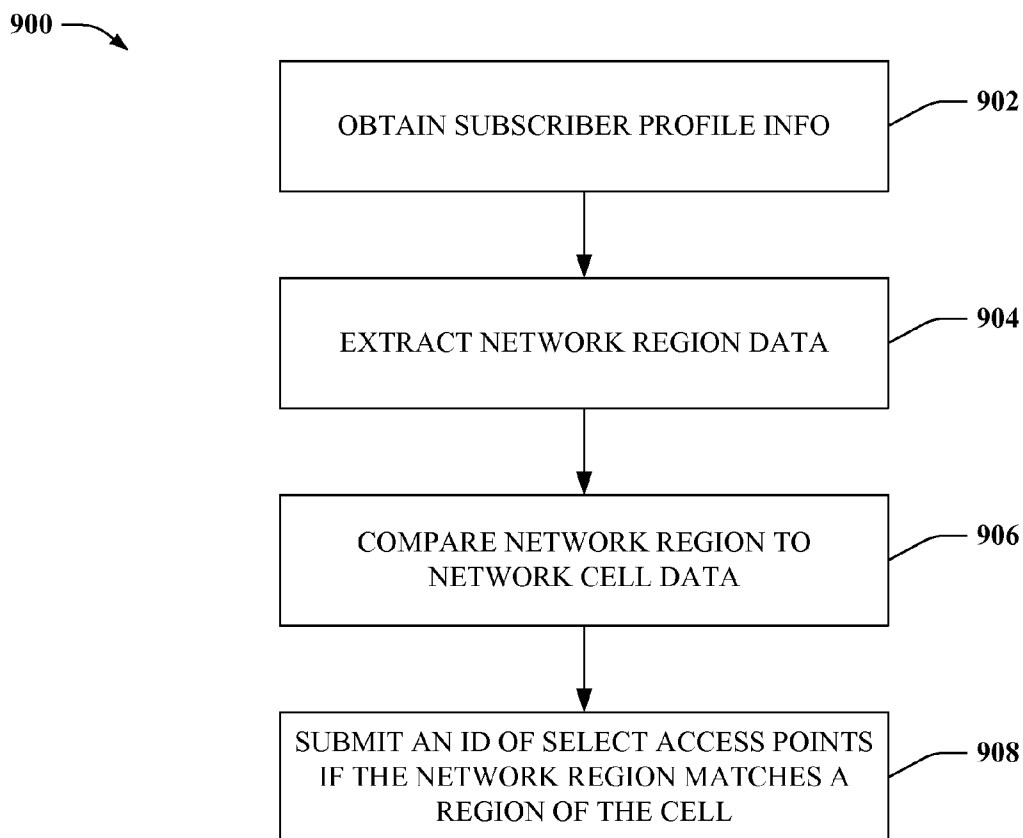 900
OBTAIN SUBSCRIBER PROFILE INFO
902
EXTRACT NETWORK REGION DATA
904
COMPARE NETWORK REGION TO
NETWORK CELL DATA
906
SUBMIT AN ID OF SELECT ACCESS POINTS
IF THE NETWORK REGION MATCHES A
REGION OF THE CELL
908